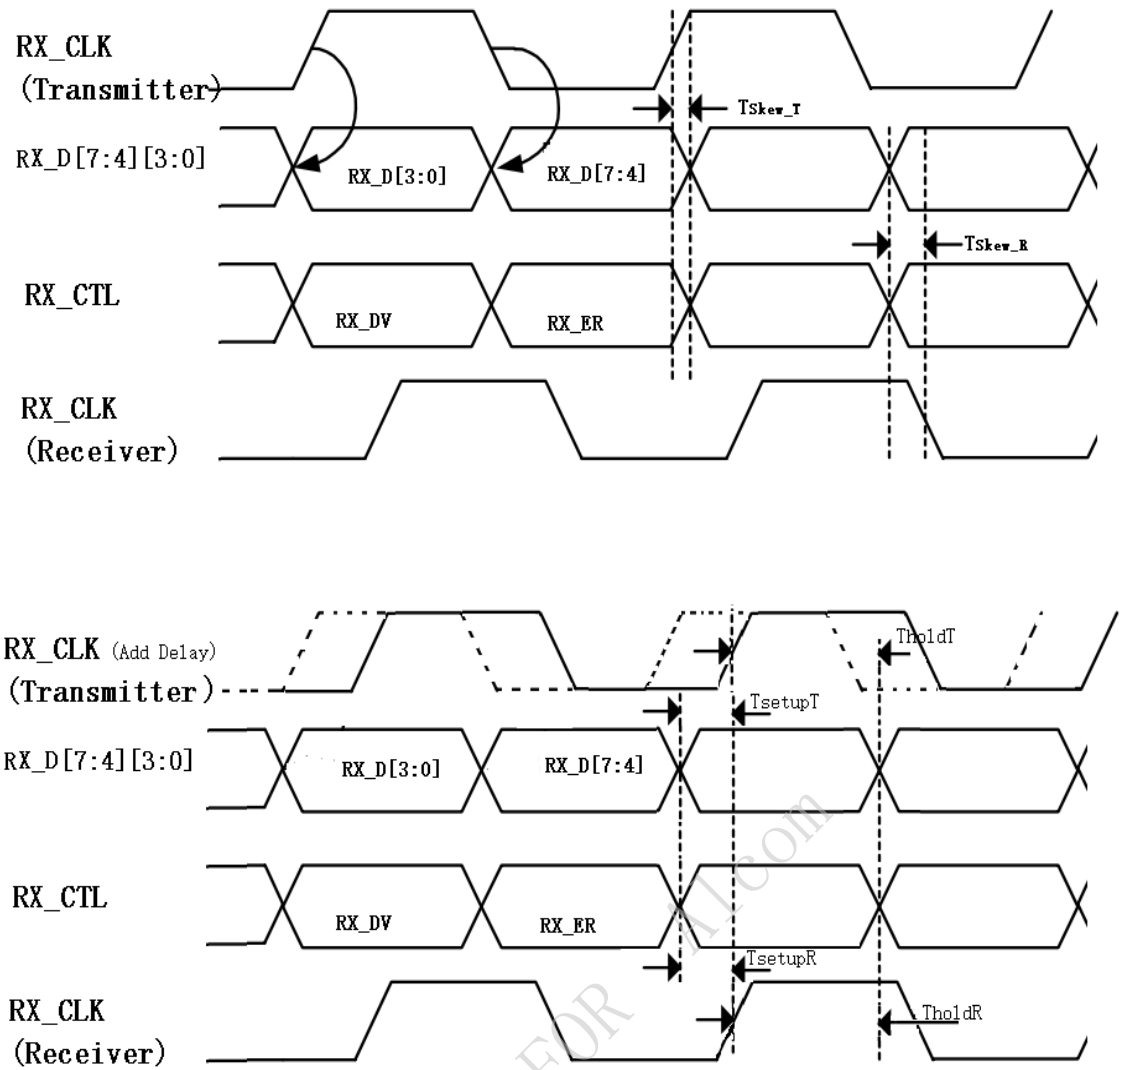 RX_CLK
(Transmitter)
TSkew_T
RX_D[7:4][3:0]
RX_D[3:0]
RX_D[7:4]
TSkew_R
RX_CTL
RX_DV
RX_ER
RX_CLK
(Receiver)
RX_CLK (Add Delay)
(Transmitter)
TholdT
TsetupT
RX_D[7:4][3:0]
RX_D[3:0]
RX_D[7:4]
RX_CTL
RX_DV
RX_ER
TsetupR
RX_CLK
(Receiver)
TholdR
FOR Alcom